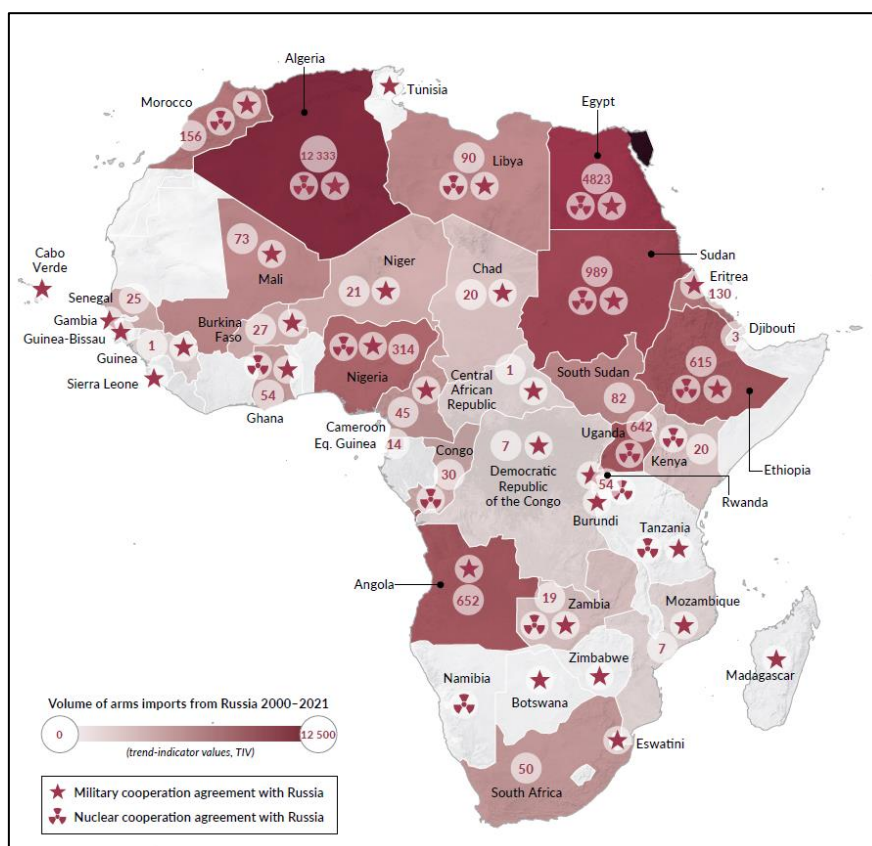 Algeria
Tunisia
Morocco
156
12 333
90
Libya
Egypt
4823
Sudan
989
Cabo
Verde
73
Mali
Niger
21
Chad
20
Eritrea
130
Senegal
25
Gambia
Guinea-Bissau
Guinea
1
Sierra Leone
Burkina
Faso
27
Ghana
54
Nigeria
314
Djibouti
3
615
Ethiopia
Central
African
Republic
1
South Sudan
82
Cameroon
45
Eq. Guinea
14
Congo
30
7
Democratic
Republic
of the Congo
Uganda
642
Kenya
20
54
Rwanda
Burundi
Tanzania
Angola
652
19
Zambia
Mozambique
7
Zimbabwe
Namibia
Botswana
Madagascar
Eswatini
50
South Africa
Volume of arms imports from Russia 2000–2021
0
12 500
(trend-indicator values, TIV)
Military cooperation agreement with Russia
Nuclear cooperation agreement with Russia